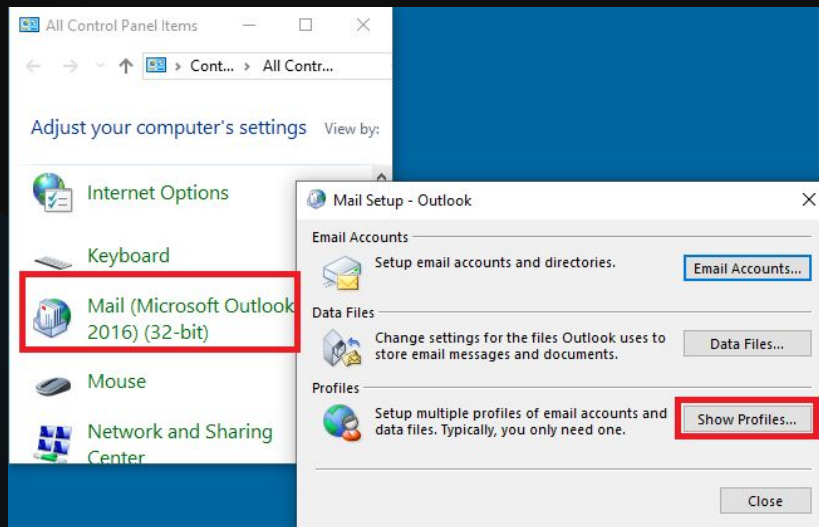 All Control Panel Items
Cont... > All Contr...
Adjust your computer's settings View by:
Internet Options
Keyboard
Mail (Microsoft Outlook
2016) (32-bit)
Mouse
Network and Sharing
Center
Mail Setup - Outlook
Email Accounts
Setup email accounts and directories.
Email Accounts...
Data Files
Change settings for the files Outlook uses to
store email messages and documents.
Data Files...
Profiles
Setup multiple profiles of email accounts and
data files. Typically, you only need one.
Show Profiles...
Close